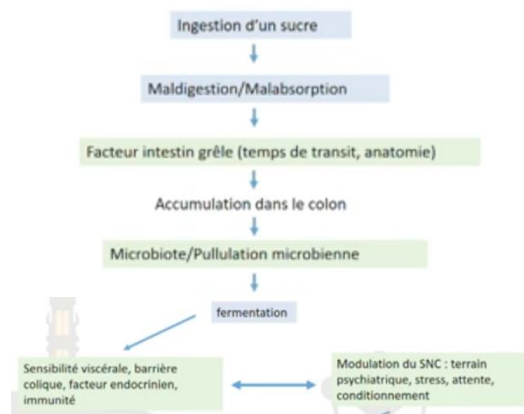 Ingestion d'un sucre
Maldigestion/Malabsorption
Facteur intestin grêle (temps de transit, anatomie)
Accumulation dans le colon
Microbiote/Pullulation microbienne
fermentation
Sensibilité viscérale, barrière
colique, facteur endocrinien,
immunité
Modulation du SNC : terrain
psychiatrique, stress, attente,
conditionnement